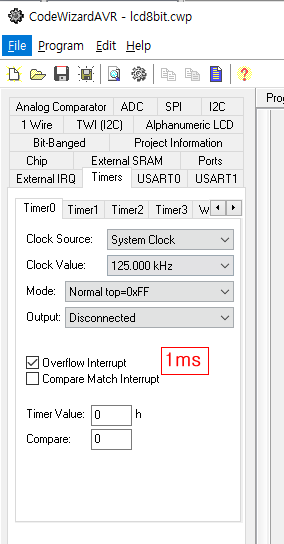 CodeWizardAVR - lcd8bit.cwp
File Program Edit Help
Analog Comparator ADC SPI I2C
1 Wire TWI (I2C) Alphanumeric LCD
Bit-Banged Project Information
Chip External SRAM Ports
External IRQ Timers USART0 USART1
Timer0 Timer1 Timer2 Timer3 W
Clock Source: System Clock
Clock Value: 125.000 kHz
Mode: Normal top=0xFF
Output: Disconnected
Overflow Interrupt 1ms
Compare Match Interrupt
Timer Value: 0 h
Compare: 0
Prog